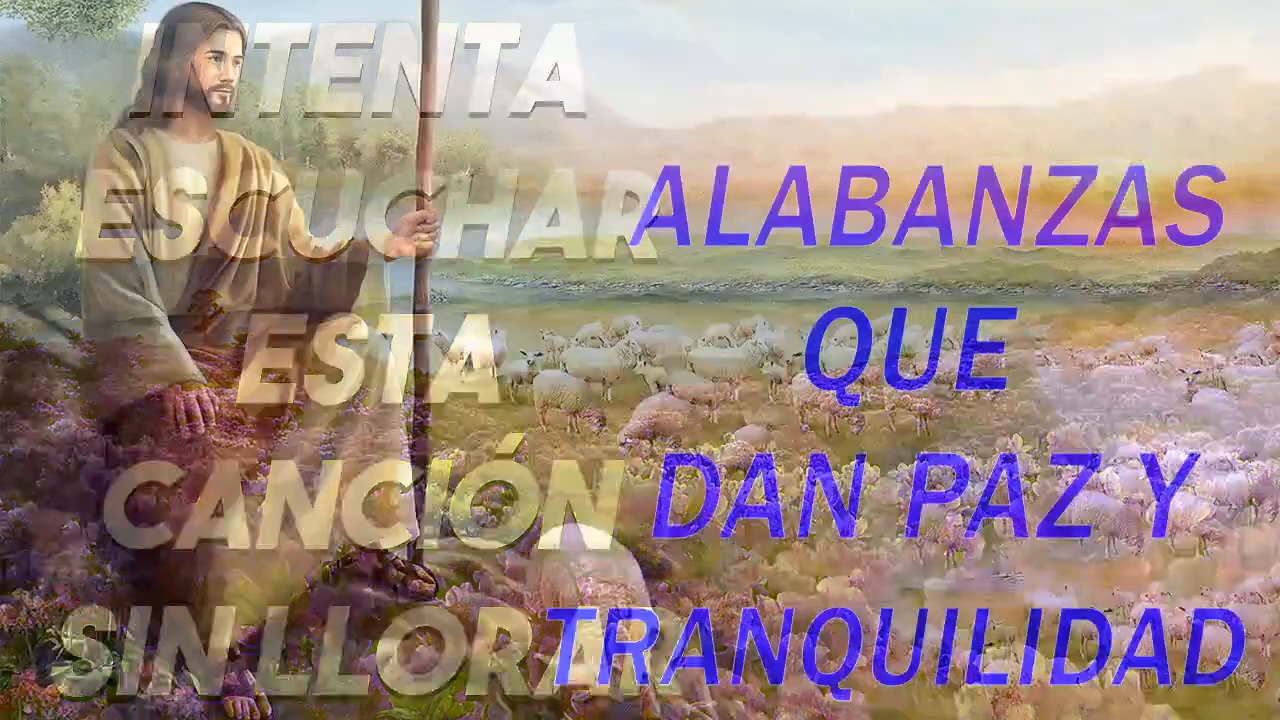 INTENTA
ESCUCHAR
ESTA
CANCIÓN
SIN LLORAR
ALABANZAS
QUE
DAN PAZ Y
TRANQUILIDAD